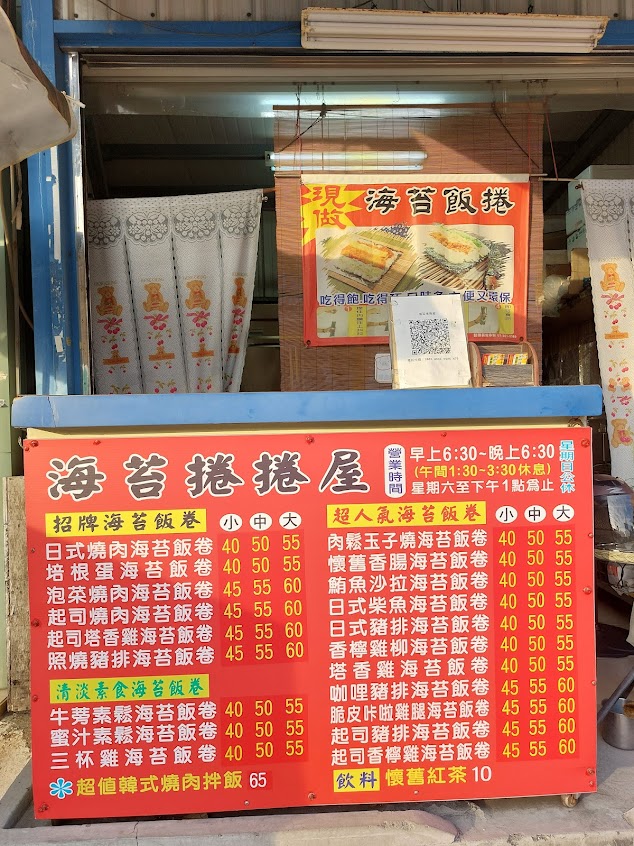 現做
海苔飯捲
吃得飽 吃得
便又環保
海苔捲捲屋
營業時間
早上6:30~晚上6:30
(午間1:30~3:30休息)
星期六至下午1點為止
星期日公休
招牌海苔飯卷 小 中 大
日式燒肉海苔飯卷 40 50 55
培根蛋海苔飯卷 40 50 55
泡菜燒肉海苔飯卷 45 55 60
起司燒肉海苔飯卷 45 55 60
起司塔香雞海苔飯卷 45 55 60
照燒豬排海苔飯卷 45 55 60
清淡素食海苔飯卷
牛蒡素鬆海苔飯卷 40 50 55
蜜汁素鬆海苔飯卷 40 50 55
三杯雞海苔飯卷 40 50 55
超值韓式燒肉拌飯 65
超人氣海苔飯卷 小 中 大
肉鬆玉子燒海苔飯卷 40 50 55
懷舊香腸海苔飯卷 40 50 55
鮪魚沙拉海苔飯卷 40 50 55
日式柴魚海苔飯卷 40 50 55
日式豬排海苔飯卷 40 50 55
香檸雞柳海苔飯卷 40 50 55
塔香雞海苔飯卷 40 50 55
咖哩豬排海苔飯卷 45 55 60
脆皮咔啦雞腿海苔飯卷 45 55 60
起司豬排海苔飯卷 45 55 60
起司香檸雞海苔飯卷 45 55 60
飲料 懷舊紅茶 10